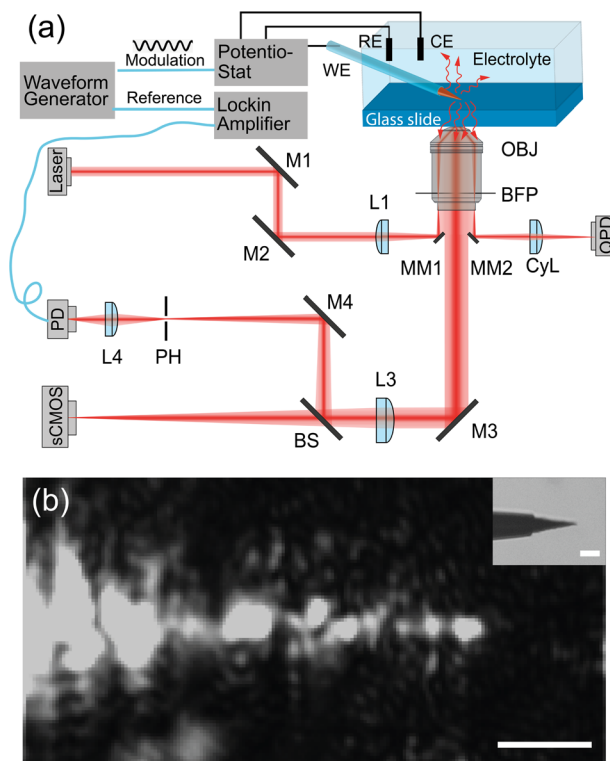 (a)
RE
CE
Potentio-
Stat
Modulation
WE
Electrolyte
Waveform
Generator
Reference
Lockin
Amplifier
Glass slide
M1
OBJ
Laser
BFP
L1
M2
MM1
MM2
CyL
QPD
M4
PD
L4
PH
L3
sCMOS
BS
M3
(b)